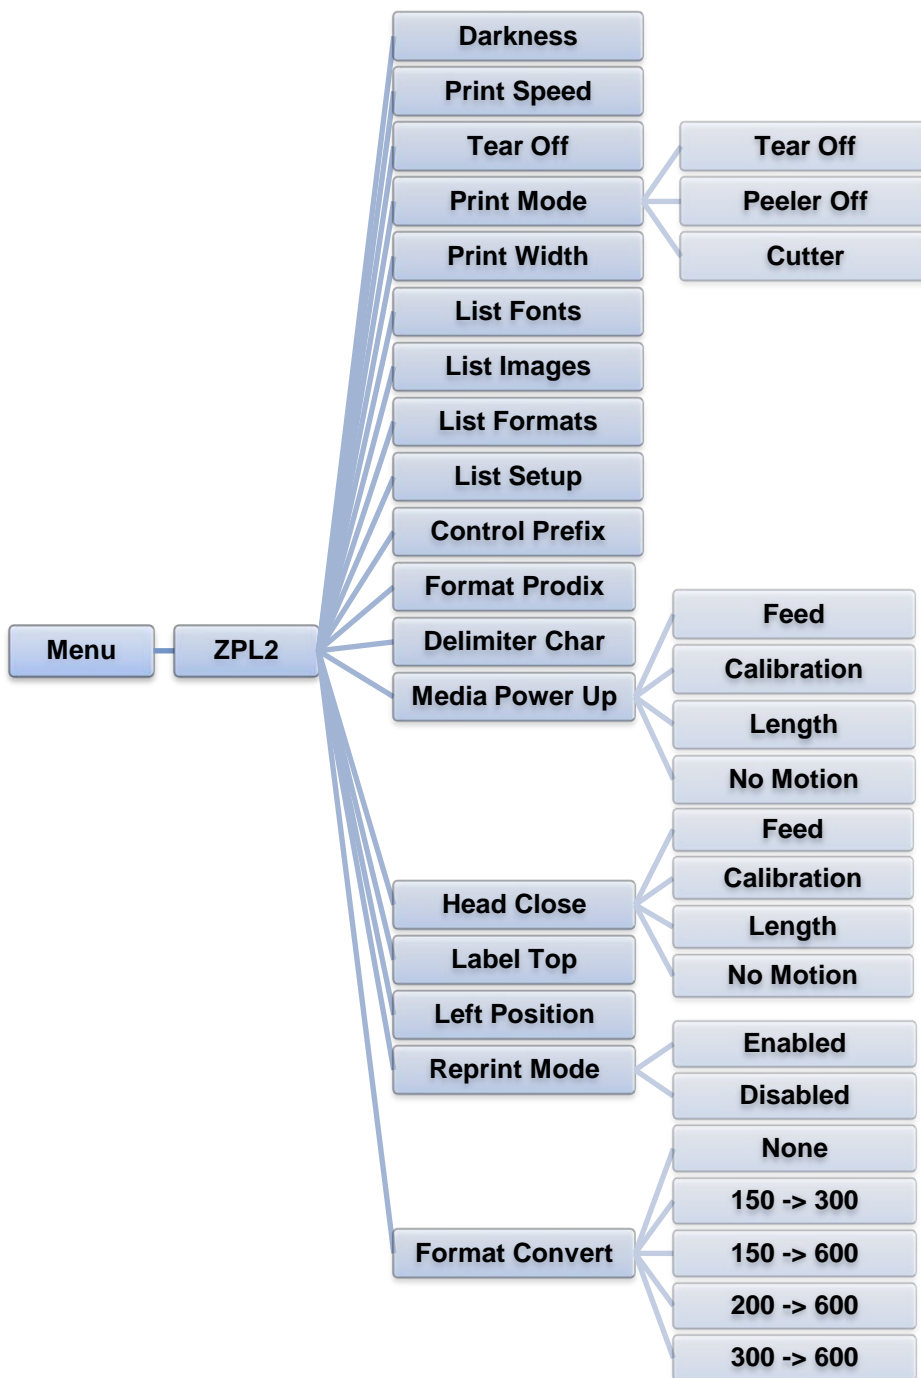 Menu
ZPL2
Darkness
Print Speed
Tear Off
Print Mode
Tear Off
Peeler Off
Cutter
Print Width
List Fonts
List Images
List Formats
List Setup
Control Prefix
Format Prodix
Delimiter Char
Media Power Up
Feed
Calibration
Length
No Motion
Head Close
Feed
Calibration
Length
No Motion
Label Top
Left Position
Reprint Mode
Enabled
Disabled
Format Convert
None
150 -> 300
150 -> 600
200 -> 600
300 -> 600